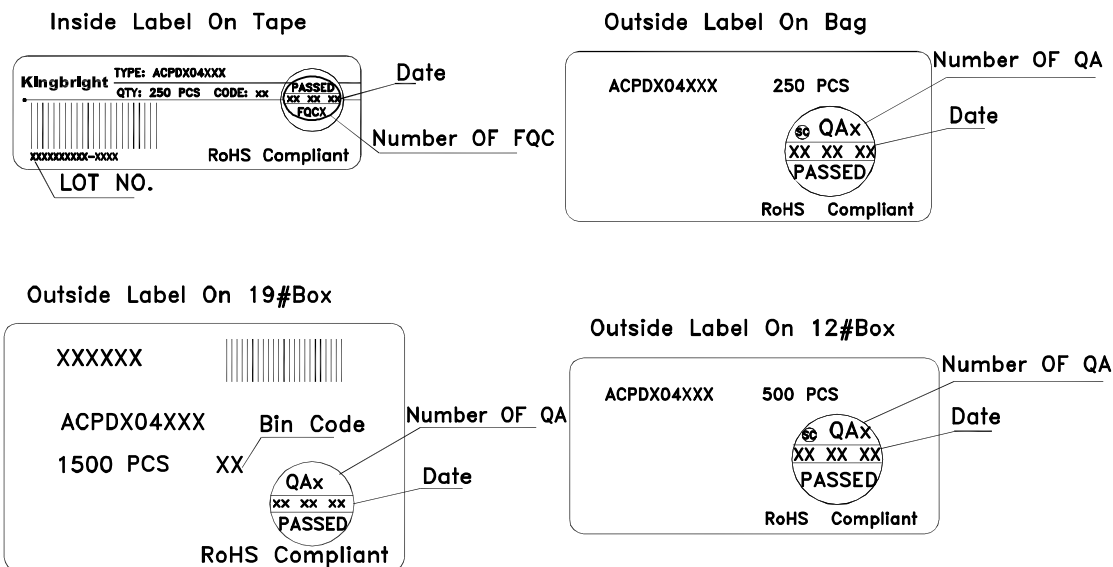 Inside Label On Tape
Kingbright
TYPE: ACPDX04XXX
QTY: 250 PCS CODE: xx
PASSED
XX XX XX
FQCX
Date
Number OF FQC
XXXXXXXXXX-XXXX
RoHS Compliant
LOT NO.
Outside Label On Bag
ACPDX04XXX 250 PCS
Number OF QA
Date
SC QAx
XX XX XX
PASSED
RoHS Compliant
Outside Label On 19#Box
XXXXXX
ACPDX04XXX
Bin Code
Number OF QA
1500 PCS XX
Date
QAx
XX XX XX
PASSED
RoHS Compliant
Outside Label On 12#Box
ACPDX04XXX 500 PCS
Number OF QA
Date
SC QAx
XX XX XX
PASSED
RoHS Compliant